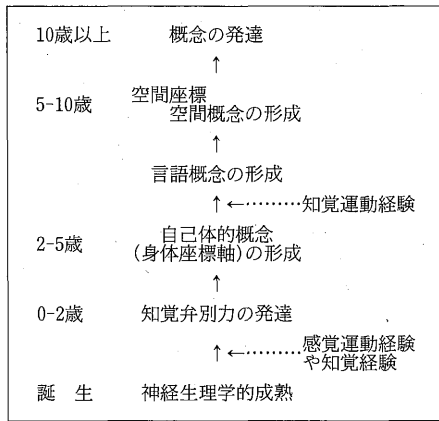 10歳以上 概念の発達
↑
空間座標
5-10歳 空間概念の形成
↑
言語概念の形成
↑ ←………知覚運動経験
自己体的概念
2-5歳 (身体座標軸)の形成
↑
0-2歳 知覚弁別力の発達
↑ ←………感覚運動経験
や知覚経験
誕 生 神経生理学的成熟